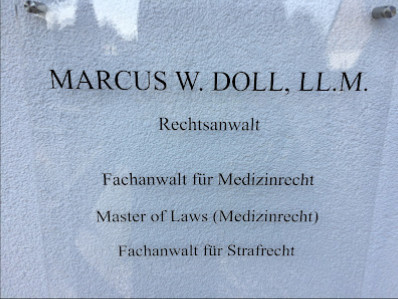 MARCUS W. DOLL, LL.M.
Rechtsanwalt
Fachanwalt für Medizinrecht
Master of Laws (Medizinrecht)
Fachanwalt für Strafrecht